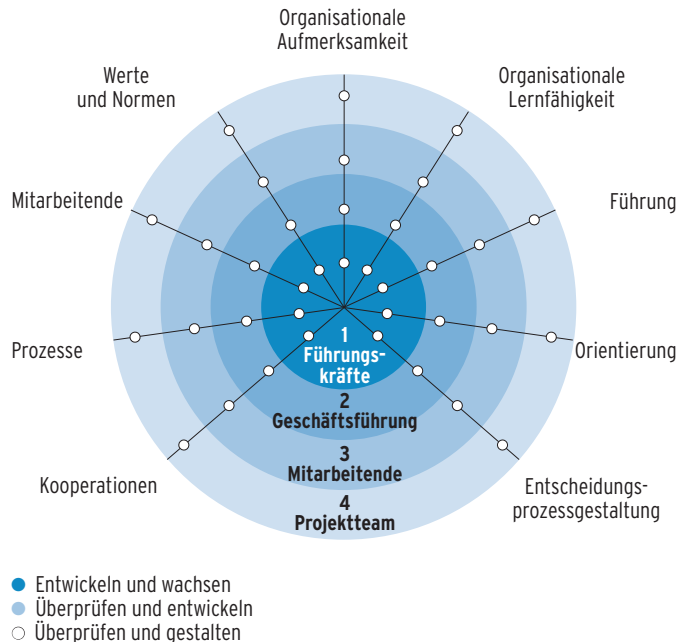 Organisationale
Aufmerksamkeit
Werte
und Normen
Organisationale
Lernfähigkeit
Mitarbeitende
Führung
Prozesse
Orientierung
Kooperationen
Entscheidungs-
prozessgestaltung
1
Führungs-
kräfte
2
Geschäftsführung
3
Mitarbeitende
4
Projektteam
Entwickeln und wachsen
Überprüfen und entwickeln
Überprüfen und gestalten